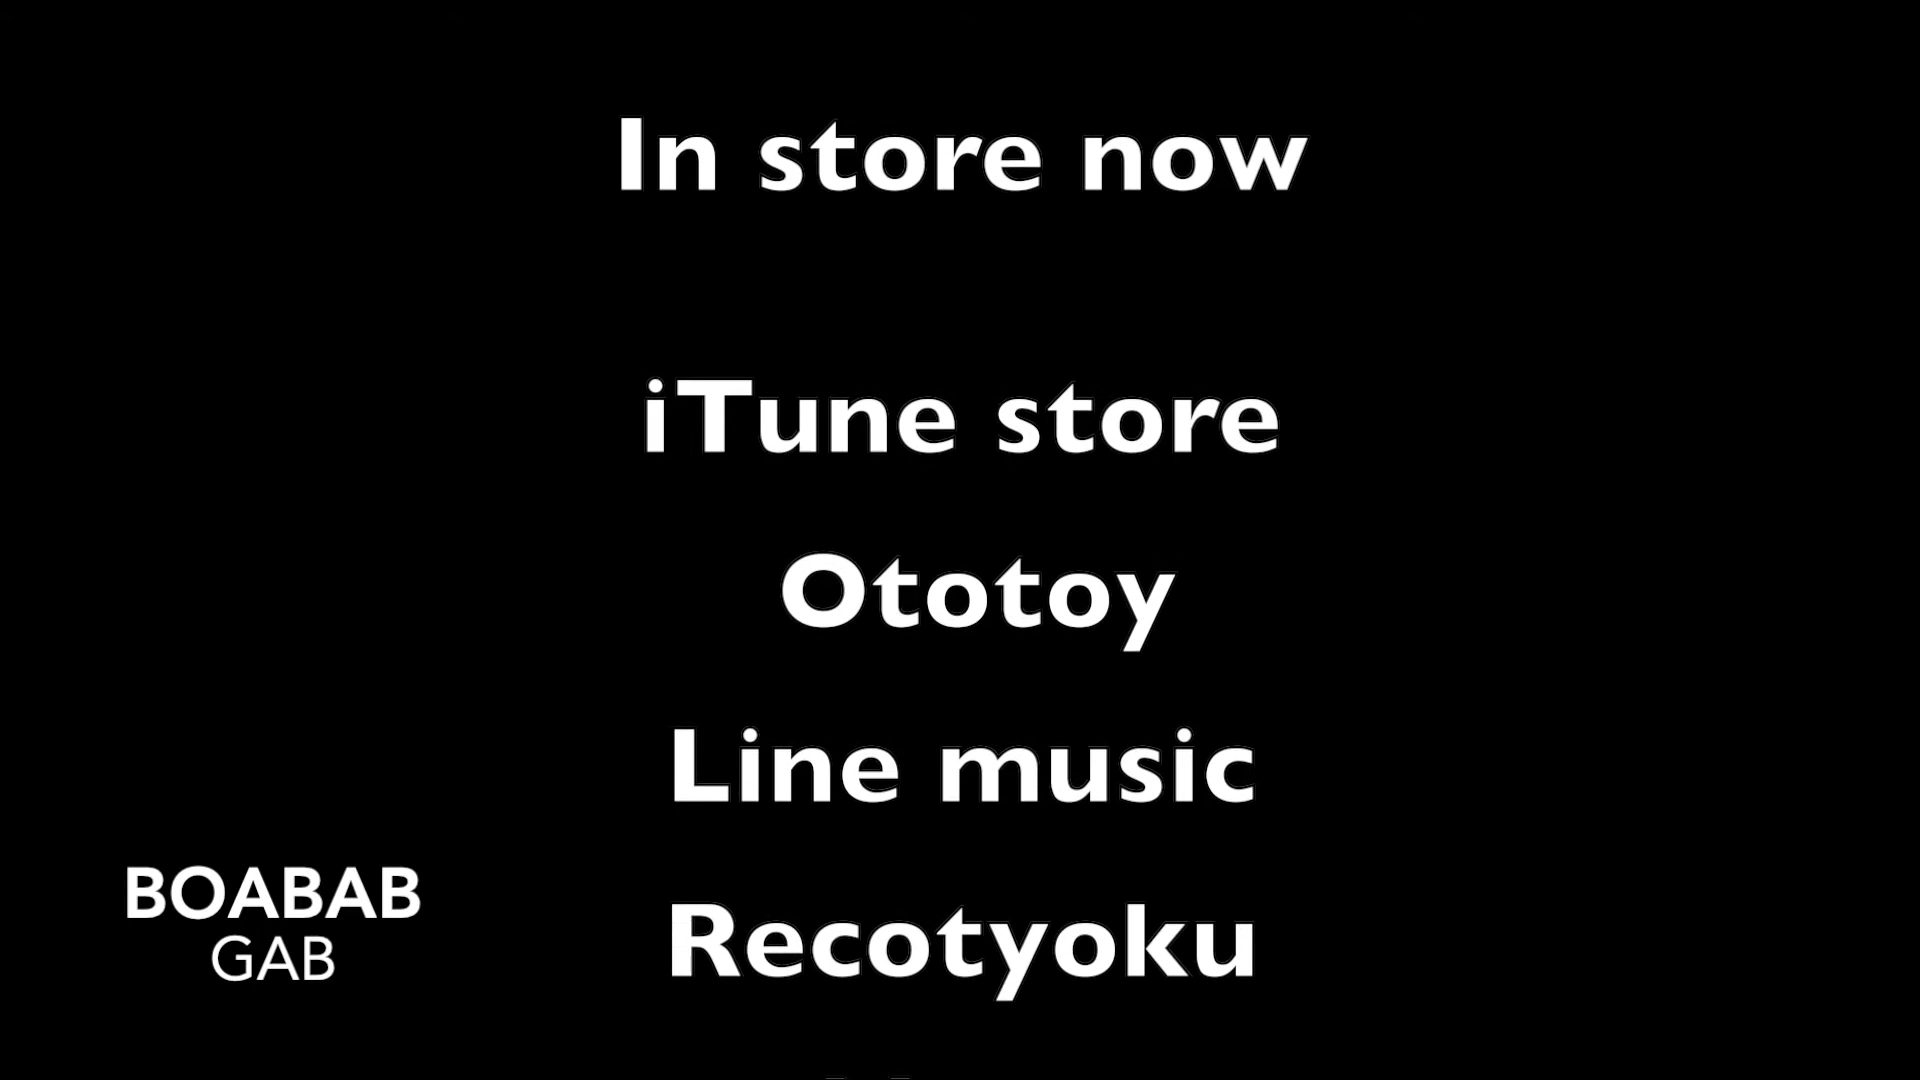 In store now
iTune store
Ototoy
Line music
Recotyoku
BOABAB
GAB